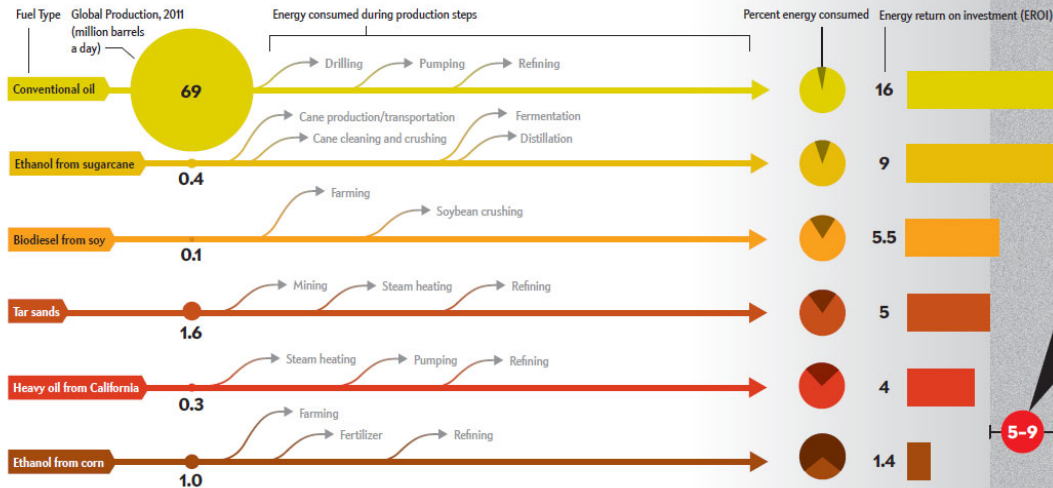 Fuel Type
Global Production, 2011
(million barrels
a day)
Energy consumed during production steps
Percent energy consumed
Energy return on investment (EROI)
Conventional oil
69
Drilling
Pumping
Refining
16
Ethanol from sugarcane
0.4
Cane production/transportation
Cane cleaning and crushing
Fermentation
Distillation
9
Biodiesel from soy
0.1
Farming
Soybean crushing
5.5
Tar sands
1.6
Mining
Steam heating
Refining
5
Heavy oil from California
0.3
Steam heating
Pumping
Refining
4
5-9
Ethanol from corn
1.0
Farming
Fertilizer
Refining
1.4